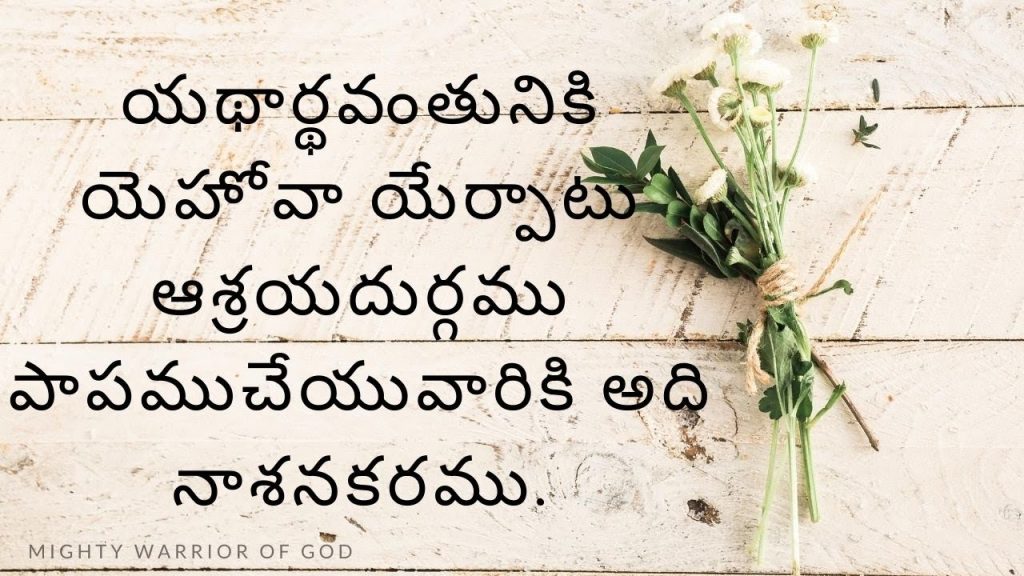 యథార్థవంతునికి
యెహోవా యేర్పాటు
ఆశ్రయదుర్గము
పాపముచేయువారికి అది
నాశనకరము.
MIGHTY WARRIOR OF GOD